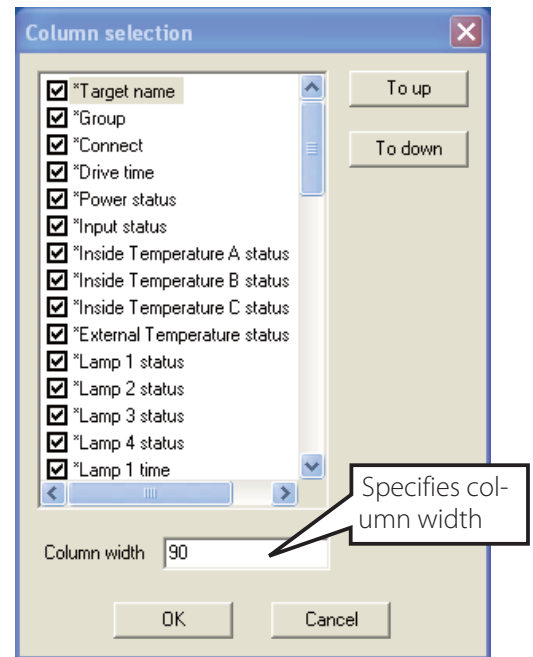 Column selection
*Target name
*Group
*Connect
*Drive time
*Power status
*Input status
*Inside Temperature A status
*Inside Temperature B status
*Inside Temperature C status
*External Temperature status
*Lamp 1 status
*Lamp 2 status
*Lamp 3 status
*Lamp 4 status
*Lamp 1 time
To up
To down
Specifies col-
umn width
Column width 90
OK Cancel